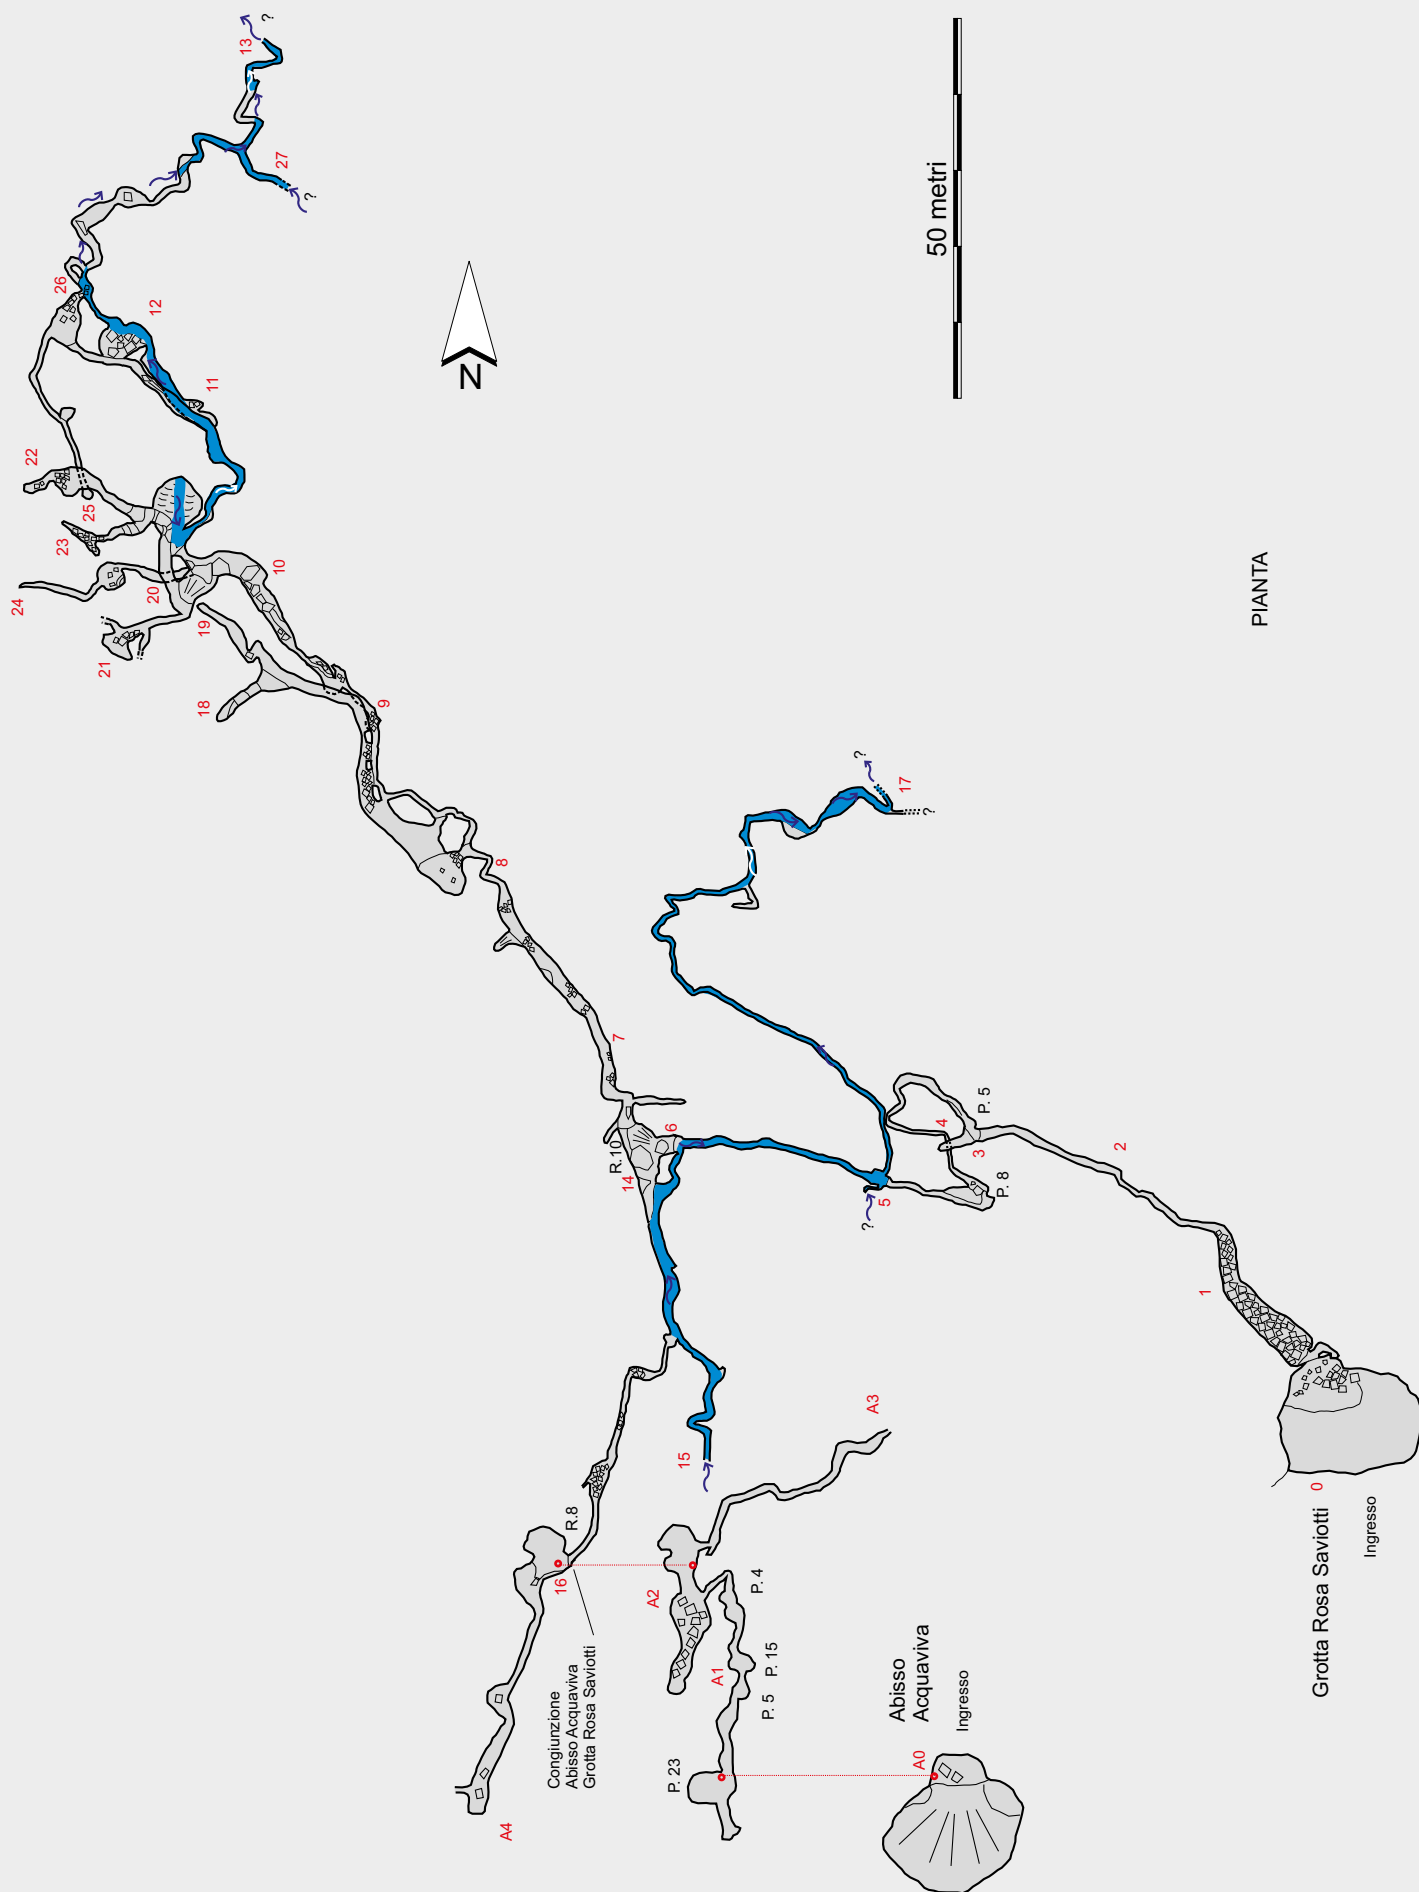 ?
13
27
?
26
12
11
22
25
23
10
20
24
19
21
18
9
N
50 metri
PIANTA
8
?
17
?
7
R.10
6
14
4
P. 5
3
2
P. 8
5
?
1
A3
15
R.8
16
A2
P. 4
A1
P. 15
P. 5
P. 23
Congiunzione
Abisso Acquaviva
Grotta Rosa Saviotti
A4
Abisso
Acquaviva
Ingresso
A0
0
Grotta Rosa Saviotti
Ingresso